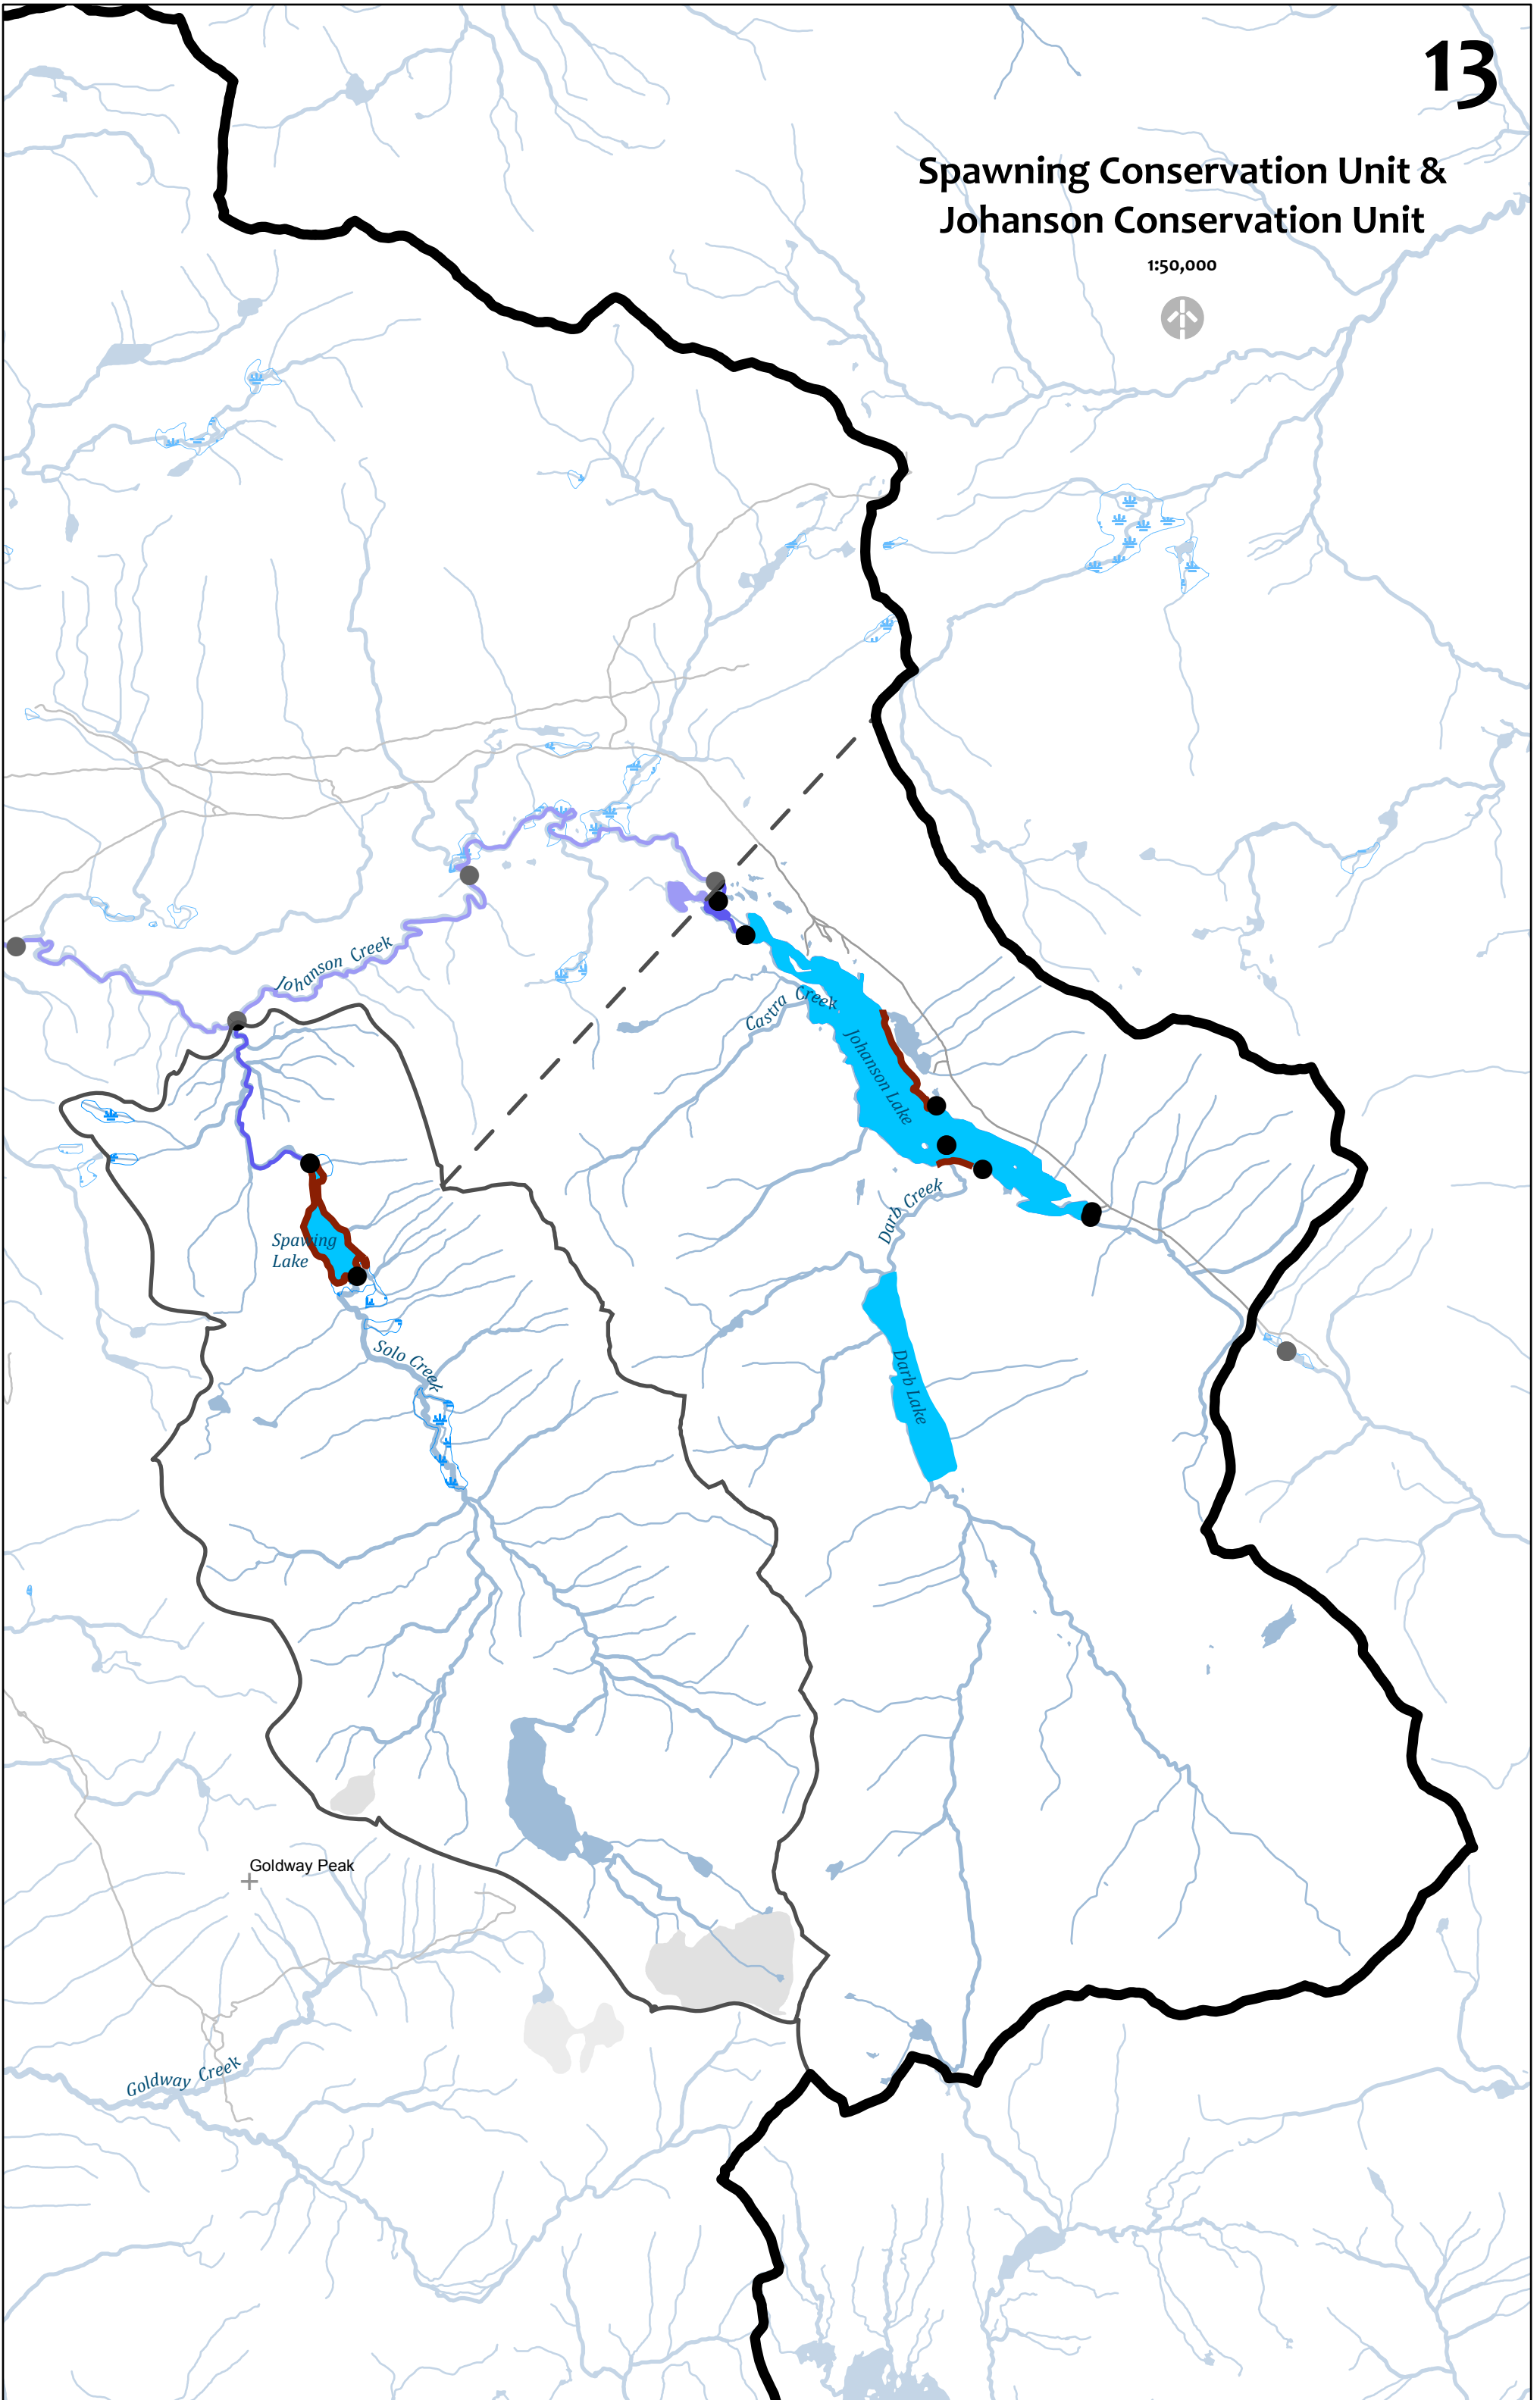 13
Spawning Conservation Unit &
Johanson Conservation Unit
1:50,000
Johanson Creek
Castra Creek
Johanson Lake
Darb Creek
Spawing
Lake
Solo Creek
Darb Lake
Goldway Peak
Goldway Creek